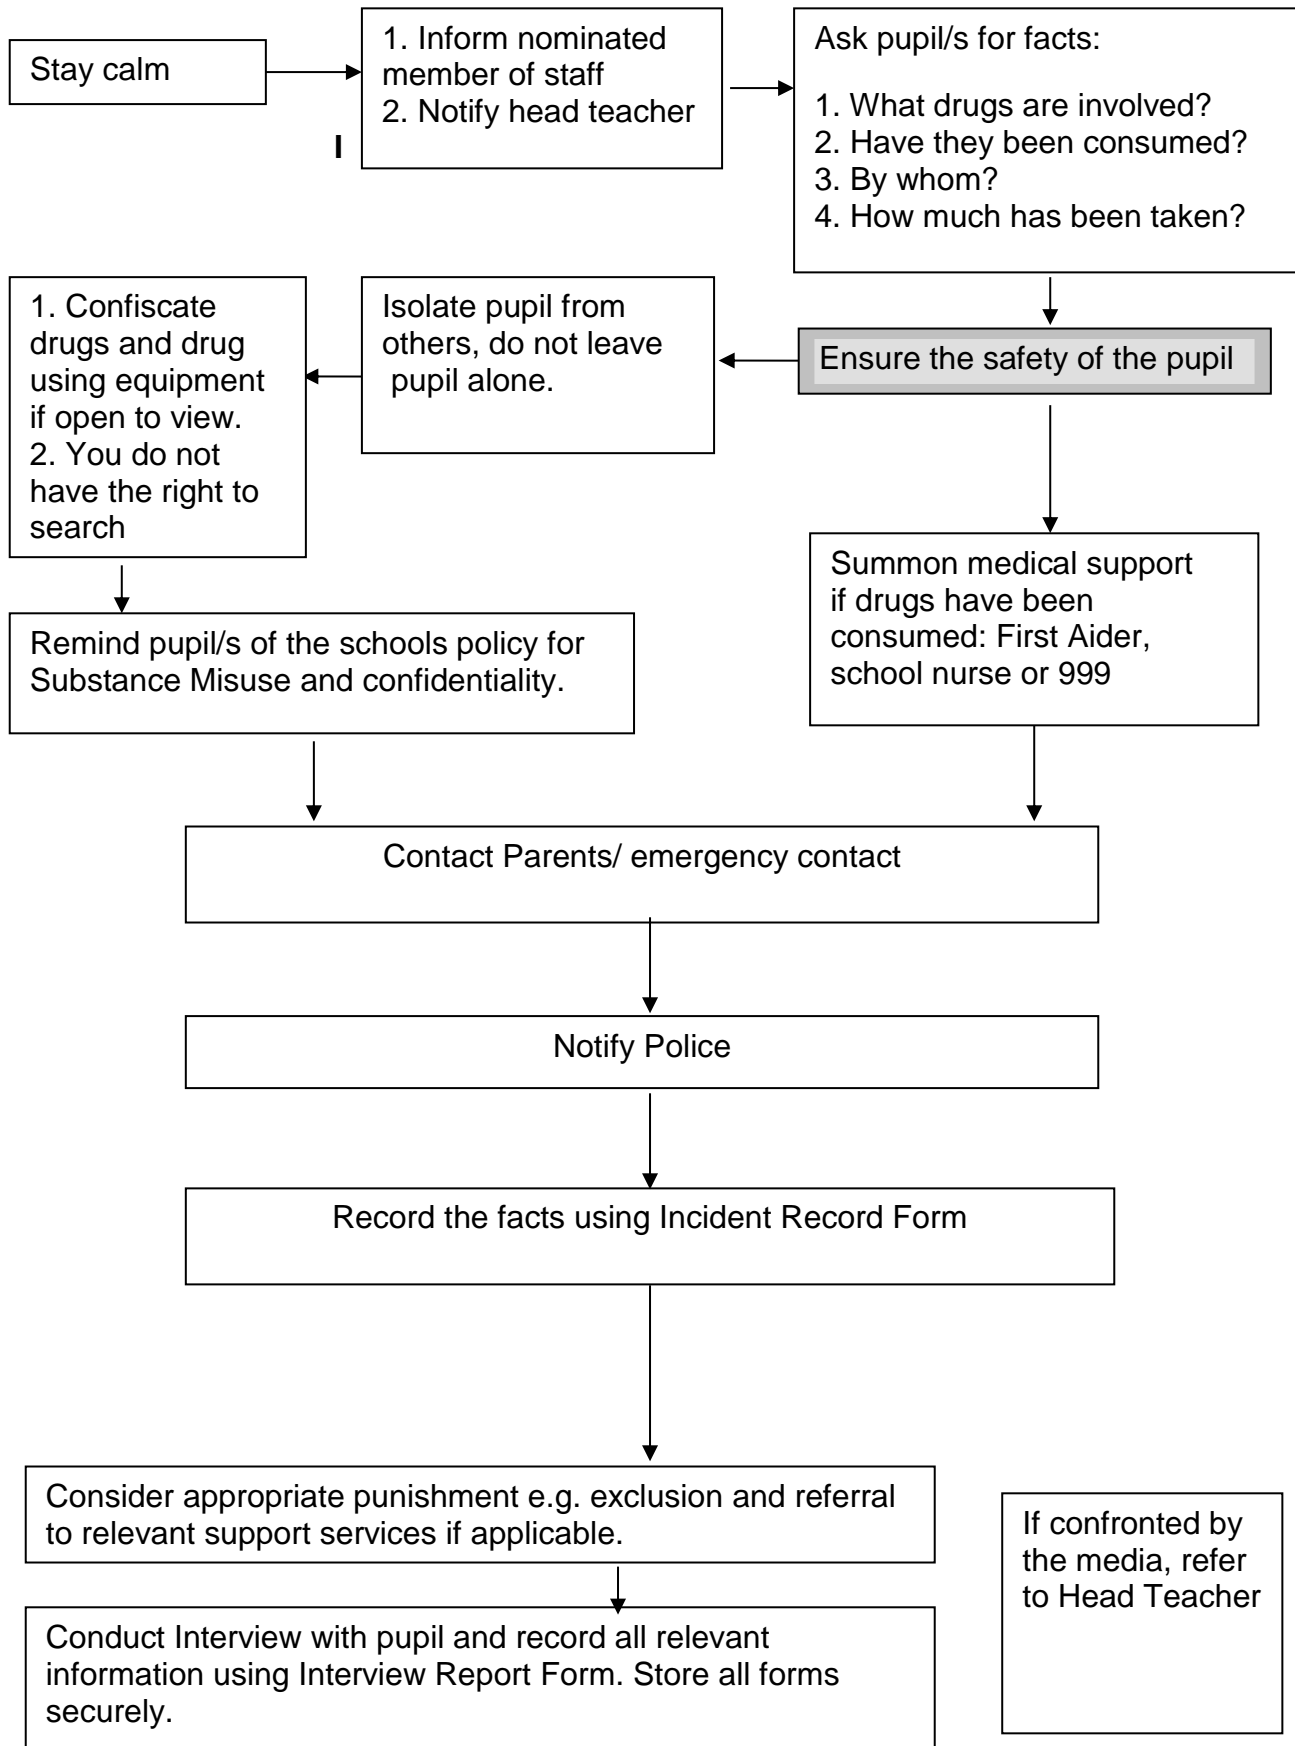 Stay calm
1. Inform nominated
member of staff
2. Notify head teacher
I
Ask pupil/s for facts:
1. What drugs are involved?
2. Have they been consumed?
3. By whom?
4. How much has been taken?
Ensure the safety of the pupil
Isolate pupil from
others, do not leave
pupil alone.
1. Confiscate
drugs and drug
using equipment
if open to view.
2. You do not
have the right to
search
Remind pupil/s of the schools policy for
Substance Misuse and confidentiality.
Summon medical support
if drugs have been
consumed: First Aider,
school nurse or 999
Contact Parents/ emergency contact
Notify Police
Record the facts using Incident Record Form
Consider appropriate punishment e.g. exclusion and referral
to relevant support services if applicable.
Conduct Interview with pupil and record all relevant
information using Interview Report Form. Store all forms
securely.
If confronted by
the media, refer
to Head Teacher